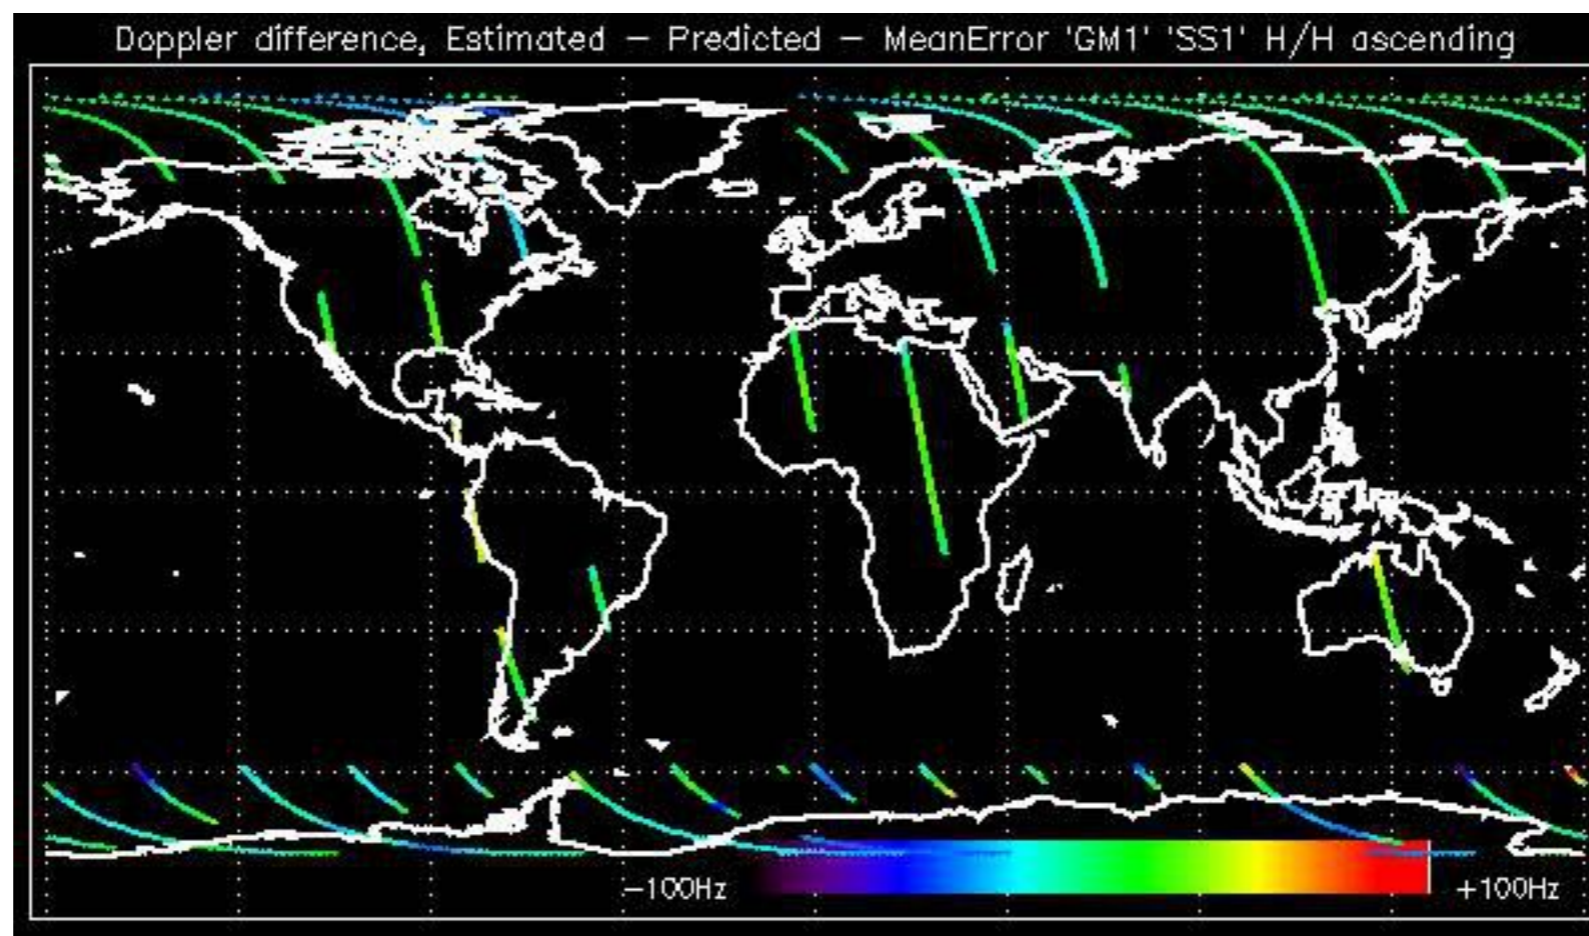 Doppler difference, Estimated – Predicted – MeanError 'GM1' 'SS1' H/H ascending
–100Hz
+100Hz